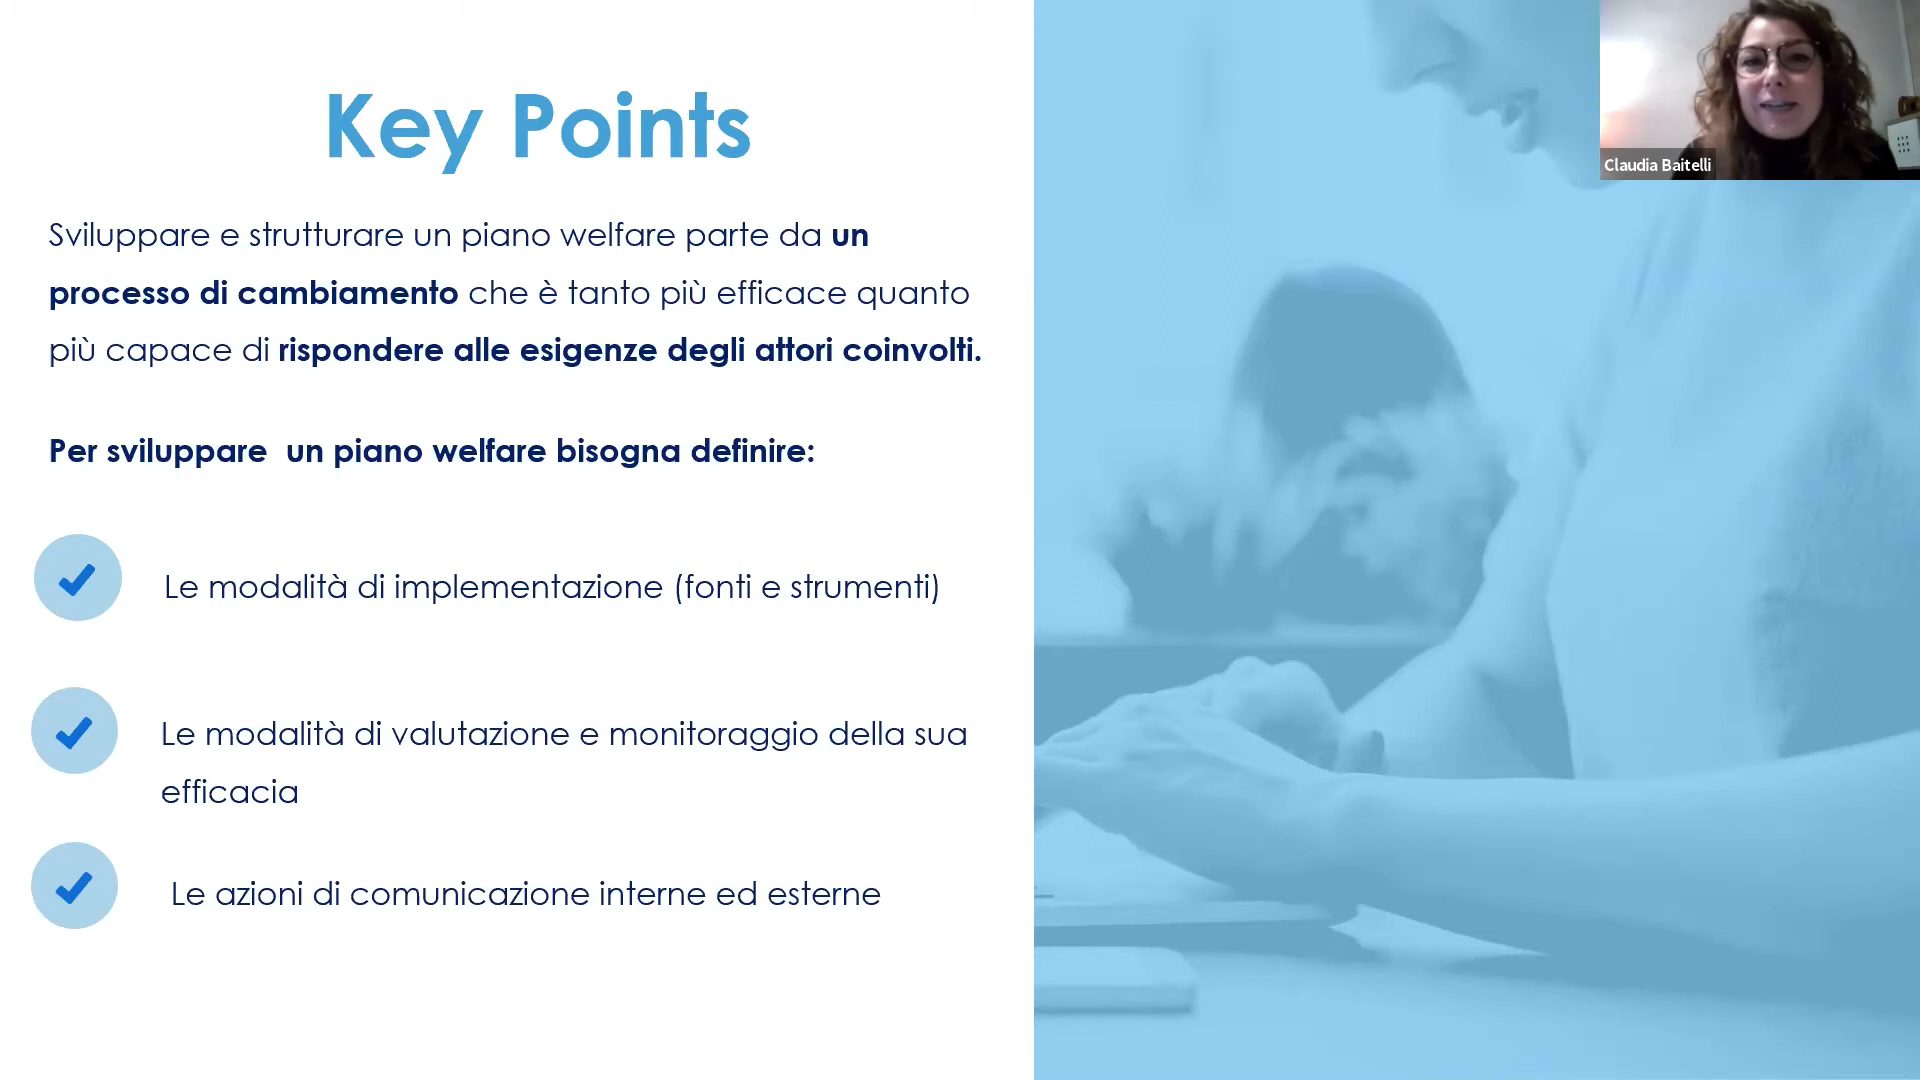 Key Points
Claudia Baitelli
Sviluppare e strutturare un piano welfare parte da un
processo di cambiamento che è tanto più efficace quanto
più capace di rispondere alle esigenze degli attori coinvolti.
Per sviluppare  un piano welfare bisogna definire:
Le modalità di implementazione (fonti e strumenti)
Le modalità di valutazione e monitoraggio della sua
efficacia
Le azioni di comunicazione interne ed esterne